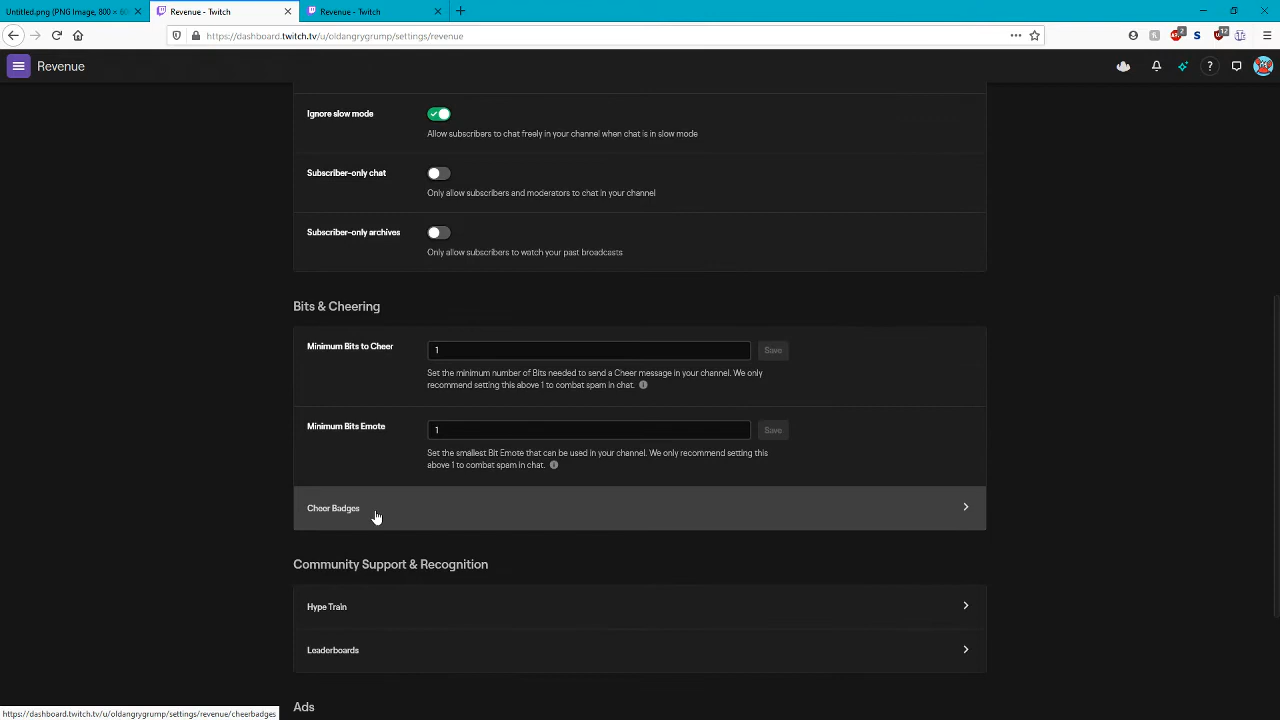 Untitled.png (PNG Image, 800 × 60
Revenue - Twitch
Revenue - Twitch
https://dashboard.twitch.tv/u/oldangrygrump/settings/revenue
2
12
Revenue
Ignore slow mode
Allow subscribers to chat freely in your channel when chat is in slow mode
Subscriber-only chat
Only allow subscribers and moderators to chat in your channel
Subscriber-only archives
Only allow subscribers to watch your past broadcasts
Bits & Cheering
Minimum Bits to Cheer
1
Save
Set the minimum number of Bits needed to send a Cheer message in your channel. We only
recommend setting this above 1 to combat spam in chat.
Minimum Bits Emote
1
Save
Set the smallest Bit Emote that can be used in your channel. We only recommend setting this
above 1 to combat spam in chat.
Cheer Badges
Community Support & Recognition
Hype Train
Leaderboards
Ads
https://dashboard.twitch.tv/u/oldangrygrump/settings/revenue/cheerbadges